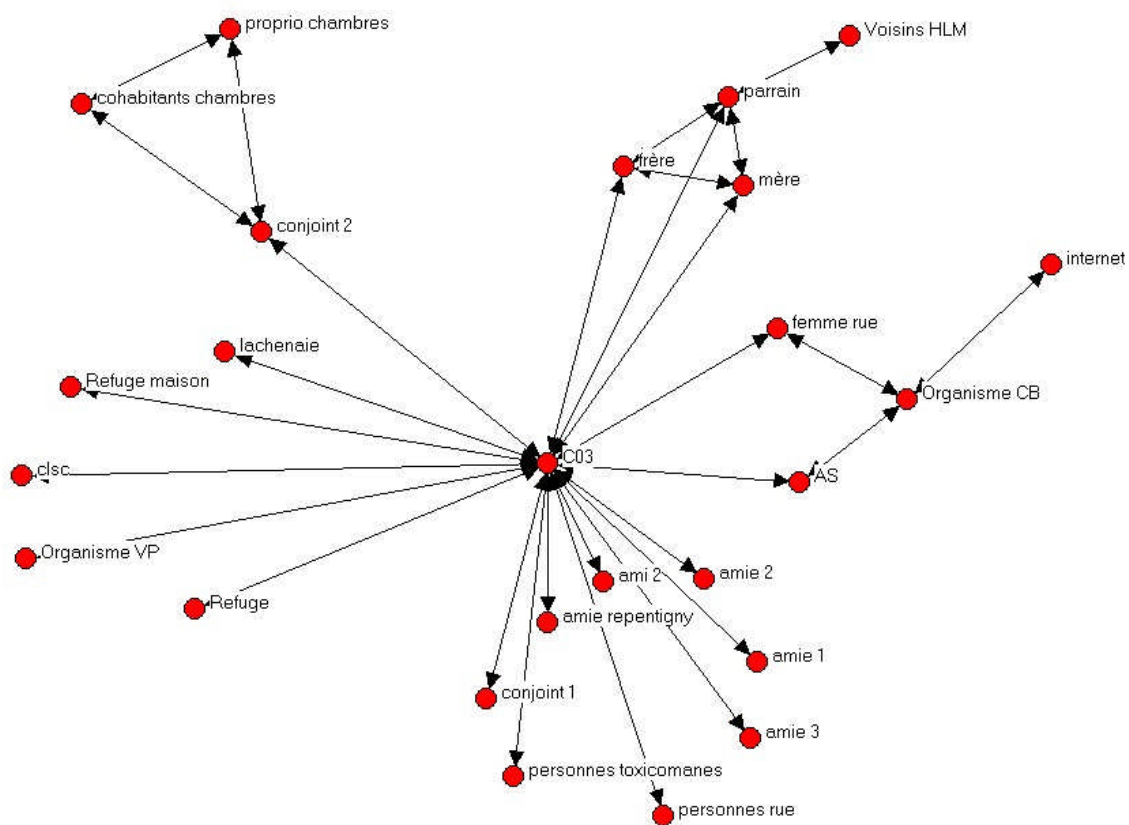 proprio chambres
Voisins HLM
cohabitants chambres
parrain
frère
mère
conjoint 2
internet
femme rue
lachenaie
Refuge maison
Organisme CB
C03
clsc
AS
Organisme VP
ami 2
amie 2
Refuge
amie repentigny
amie 1
conjoint 1
amie 3
personnes toxicomanes
personnes rue